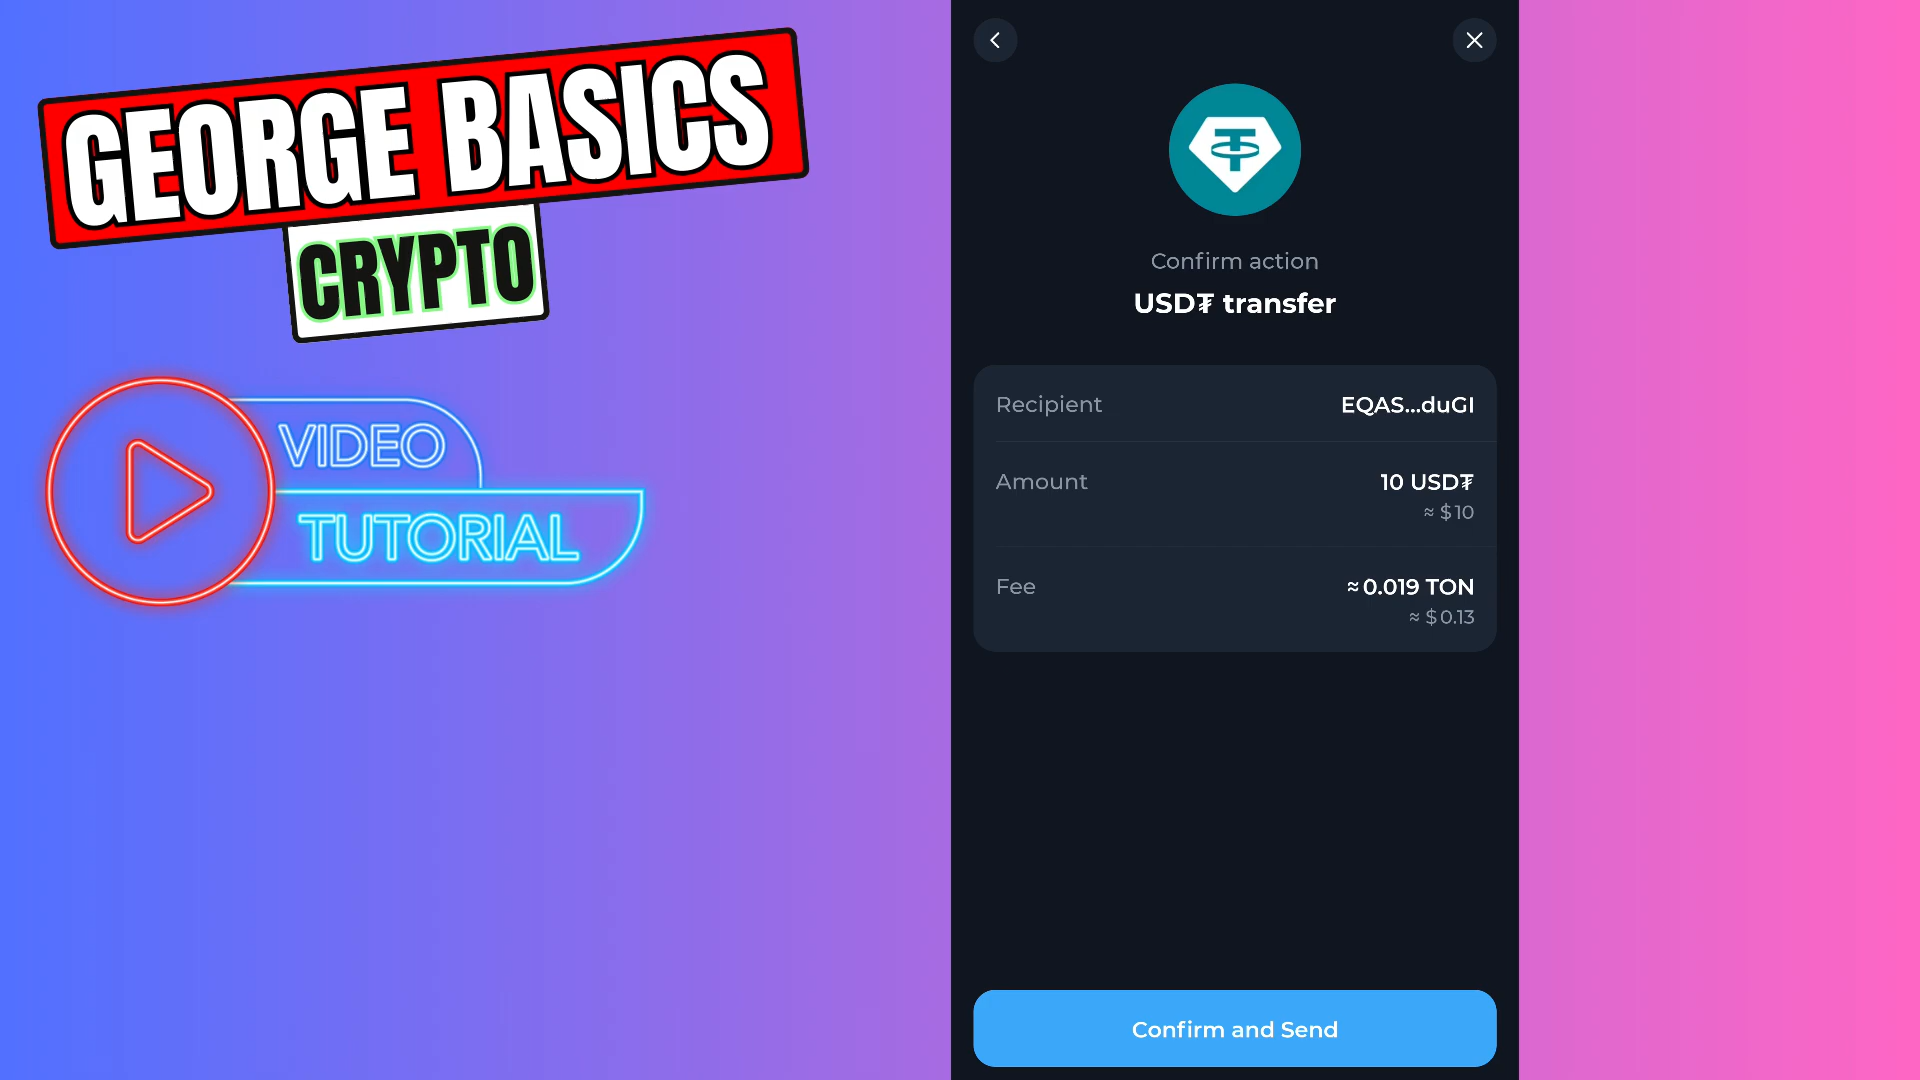 GEORGE BASICS
CRYPTO
VIDEO
TUTORIAL
Confirm action
USD₮ transfer
Recipient EQAS...duGI
Amount 10 USD₮
≈ $10
Fee ≈ 0.019 TON
≈ $0.13
Confirm and Send